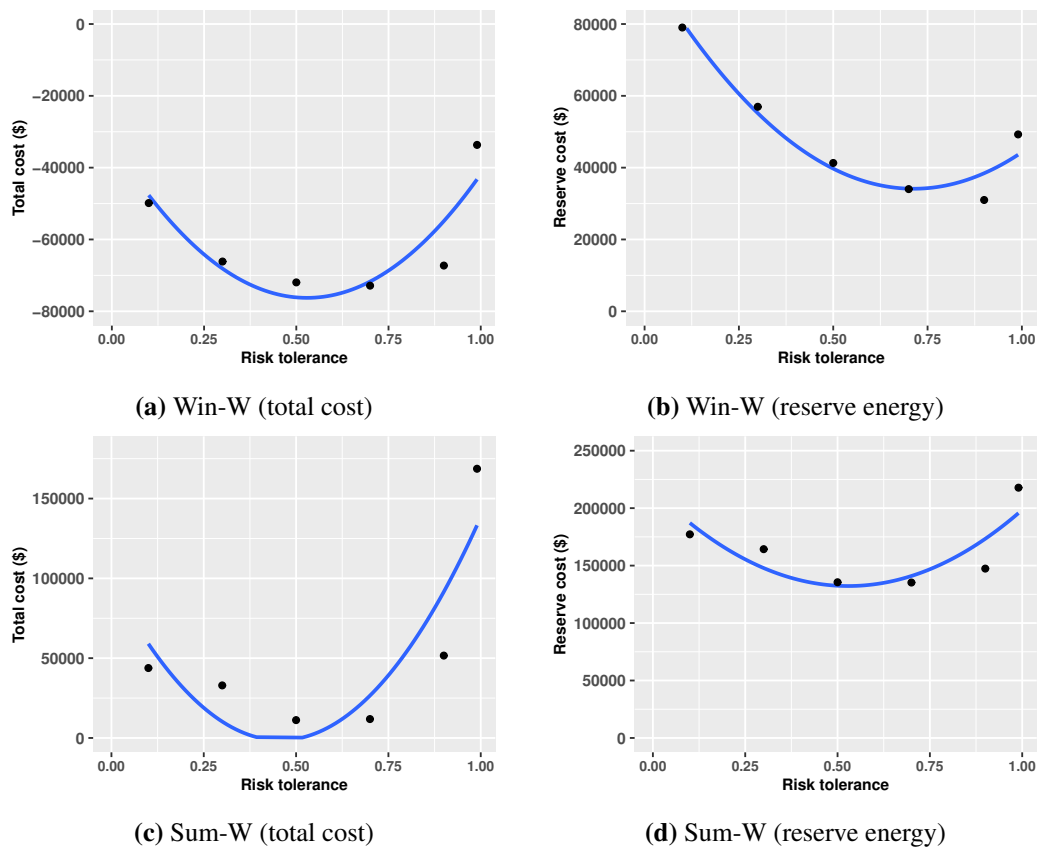 0
−20000
−40000
−60000
−80000
Total cost ($)
0.00 0.25 0.50 0.75 1.00
Risk tolerance
(a) Win-W (total cost)
80000
60000
40000
20000
0
Reserve cost ($)
0.00 0.25 0.50 0.75 1.00
Risk tolerance
(b) Win-W (reserve energy)
150000
100000
50000
0
Total cost ($)
0.00 0.25 0.50 0.75 1.00
Risk tolerance
(c) Sum-W (total cost)
250000
200000
150000
100000
50000
0
Reserve cost ($)
0.00 0.25 0.50 0.75 1.00
Risk tolerance
(d) Sum-W (reserve energy)